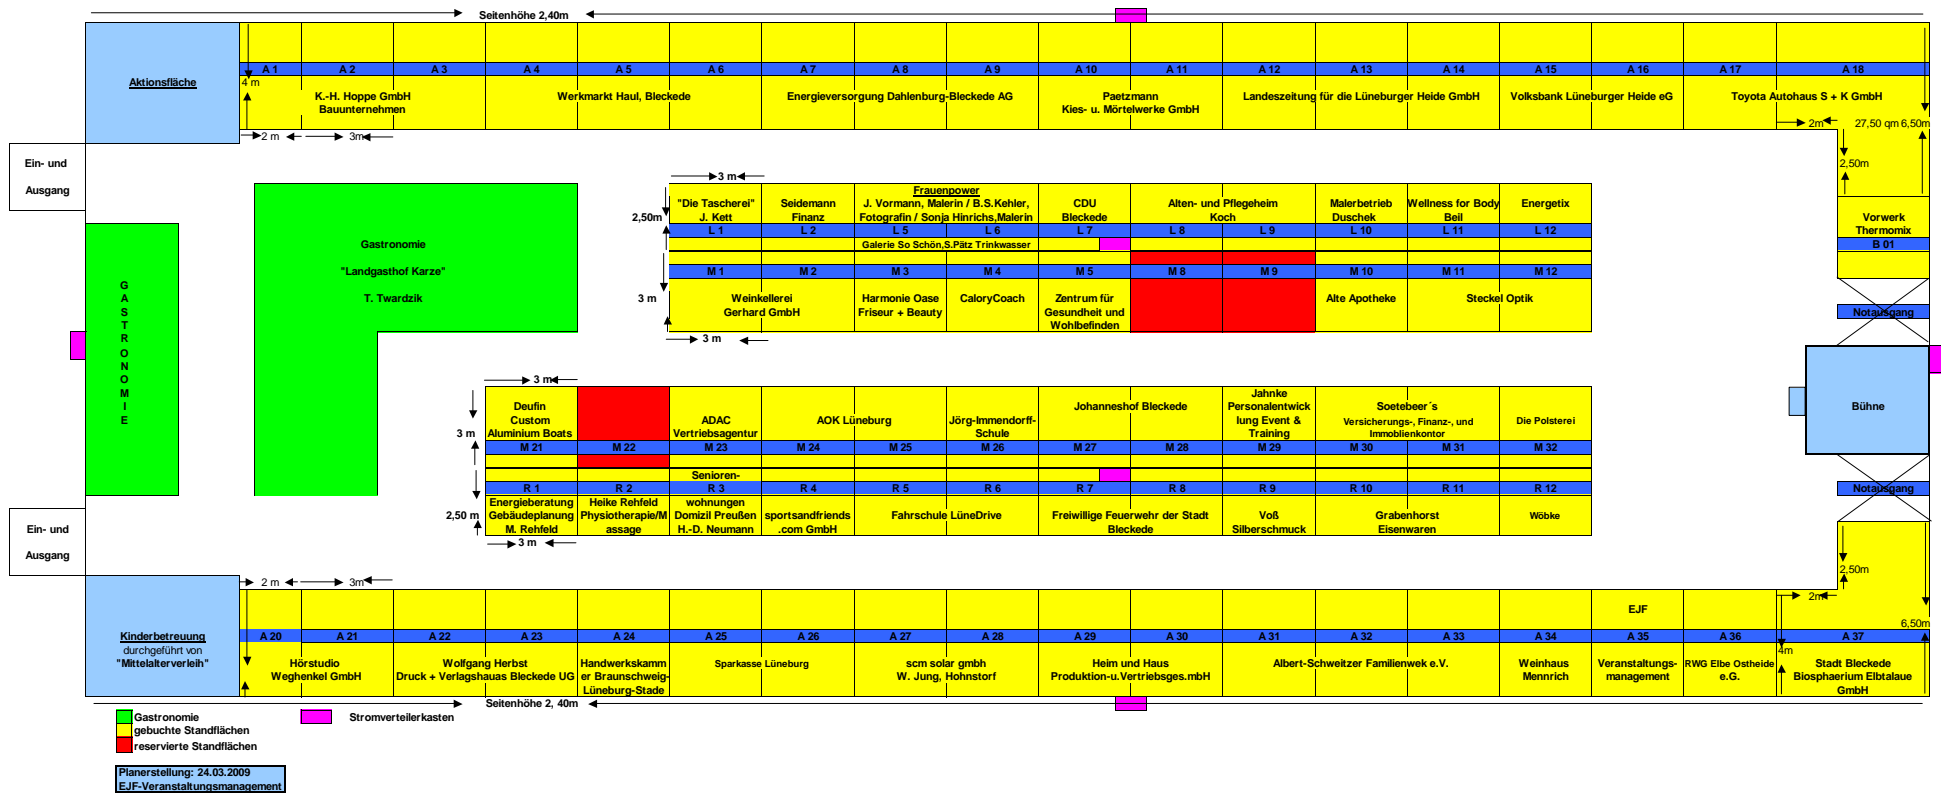 Seitenhöhe 2,40m
Aktionsfläche
A 1 A 2 A 3 A 4 A 5 A 6 A 7 A 8 A 9 A 10 A 11 A 12 A 13 A 14 A 15 A 16 A 17 A 18
4 m
K.-H. Hoppe GmbH
Bauunternehmen
Werkmarkt Haul, Bleckede
Energieversorgung Dahlenburg-Bleckede AG
Paetzmann
Kies- u. Mörtelwerke GmbH
Landeszeitung für die Lüneburger Heide GmbH
Volksbank Lüneburger Heide eG
Toyota Autohaus S + K GmbH
2 m
3m
2m
27,50 qm
6,50m
2,50m
Ein- und
Ausgang
GASTRONOMIE
Gastronomie
"Landgasthof Karze"
T. Twardzik
3 m
2,50m
"Die Tascherei"
J. Kett
Seidemann
Finanz
Frauenpower
J. Vormann, Malerin / B.S.Kehler,
Fotografin / Sonja Hinrichs,Malerin
CDU
Bleckede
Alten- und Pflegeheim
Koch
Malerbetrieb
Duschek
Wellness for Body
Beil
Energetix
L 1 L 2 L 5 L 6 L 7 L 8 L 9 L 10 L 11 L 12
Galerie So Schön,S.Pätz Trinkwasser
M 1 M 2 M 3 M 4 M 5 M 8 M 9 M 10 M 11 M 12
3 m
Weinkellerei
Gerhard GmbH
Harmonie Oase
Friseur + Beauty
CaloryCoach
Zentrum für
Gesundheit und
Wohlbefinden
Alte Apotheke
Steckel Optik
3 m
Vorwerk
Thermomix
B 01
Notausgang
Bühne
Notausgang
3 m
3 m
Deufin
Custom
Aluminium Boats
ADAC
Vertriebsagentur
AOK Lüneburg
Jörg-Immendorff-
Schule
Johanneshof Bleckede
Jahnke
Personalentwick
lung Event &
Training
Soetebeer´s
Versicherungs-, Finanz-, und
Immoblienkontor
Die Polsterei
M 21 M 22 M 23 M 24 M 25 M 26 M 27 M 28 M 29 M 30 M 31 M 32
Senioren-
R 1 R 2 R 3 R 4 R 5 R 6 R 7 R 8 R 9 R 10 R 11 R 12
2,50 m
Energieberatung
Gebäudeplanung
M. Rehfeld
Heike Rehfeld
Physiotherapie/M
assage
wohnungen
Domizil Preußen
H.-D. Neumann
sportsandfriends
.com GmbH
Fahrschule LüneDrive
Freiwillige Feuerwehr der Stadt
Bleckede
Voß
Silberschmuck
Grabenhorst
Eisenwaren
Wöbke
3 m
Ein- und
Ausgang
2 m
3m
2,50m
2m
6,50m
4m
EJF
Kinderbetreuung
durchgeführt von
"Mittelalterverleih"
A 20 A 21 A 22 A 23 A 24 A 25 A 26 A 27 A 28 A 29 A 30 A 31 A 32 A 33 A 34 A 35 A 36 A 37
Hörstudio
Weghenkel GmbH
Wolfgang Herbst
Druck + Verlagshauas Bleckede UG
Handwerkskamm
er Braunschweig-
Lüneburg-Stade
Sparkasse Lüneburg
scm solar gmbh
W. Jung, Hohnstorf
Heim und Haus
Produktion-u.Vertriebsges.mbH
Albert-Schweitzer Familienwek e.V.
Weinhaus
Mennrich
Veranstaltungs-
management
RWG Elbe Ostheide
e.G.
Stadt Bleckede
Biosphaerium Elbtalaue
GmbH
Seitenhöhe 2, 40m
Gastronomie
Stromverteilerkasten
gebuchte Standflächen
reservierte Standflächen
Planerstellung: 24.03.2009
EJF-Veranstaltungsmanagement